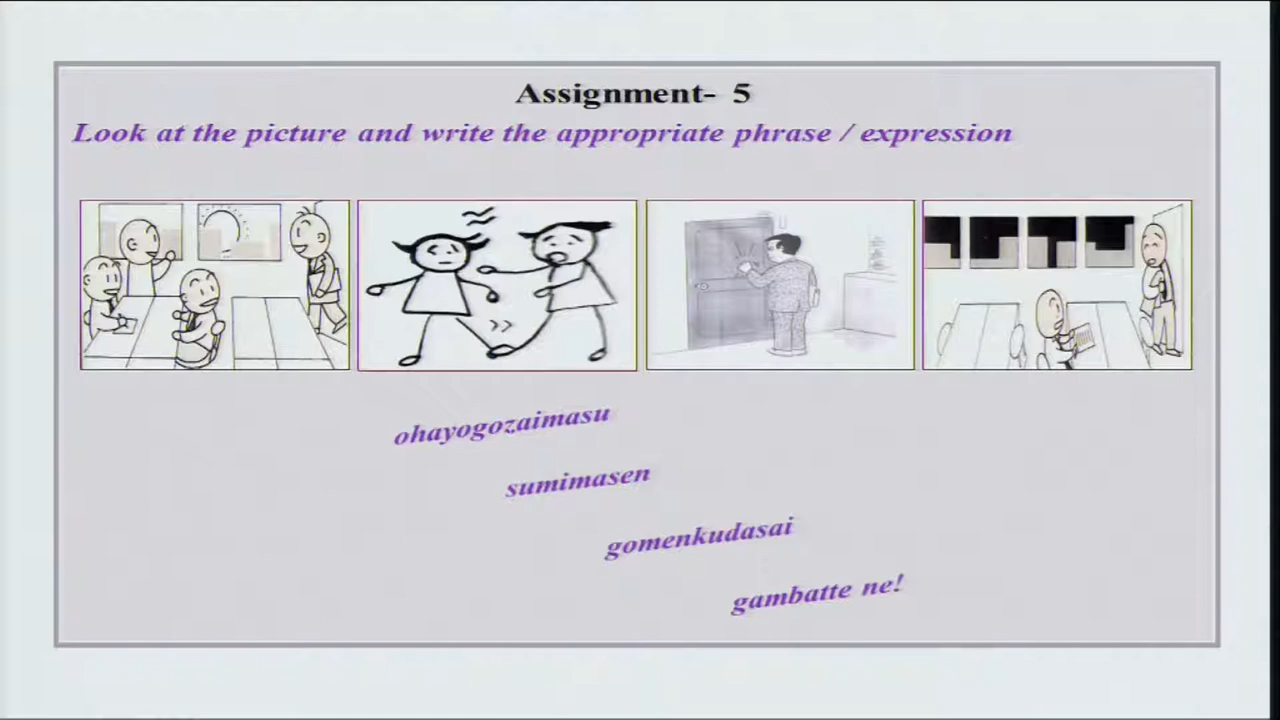 Assignment- 5
Look at the picture and write the appropriate phrase / expression
ohayogozaimasu
sumimasen
gomenkudasai
gambatte ne!